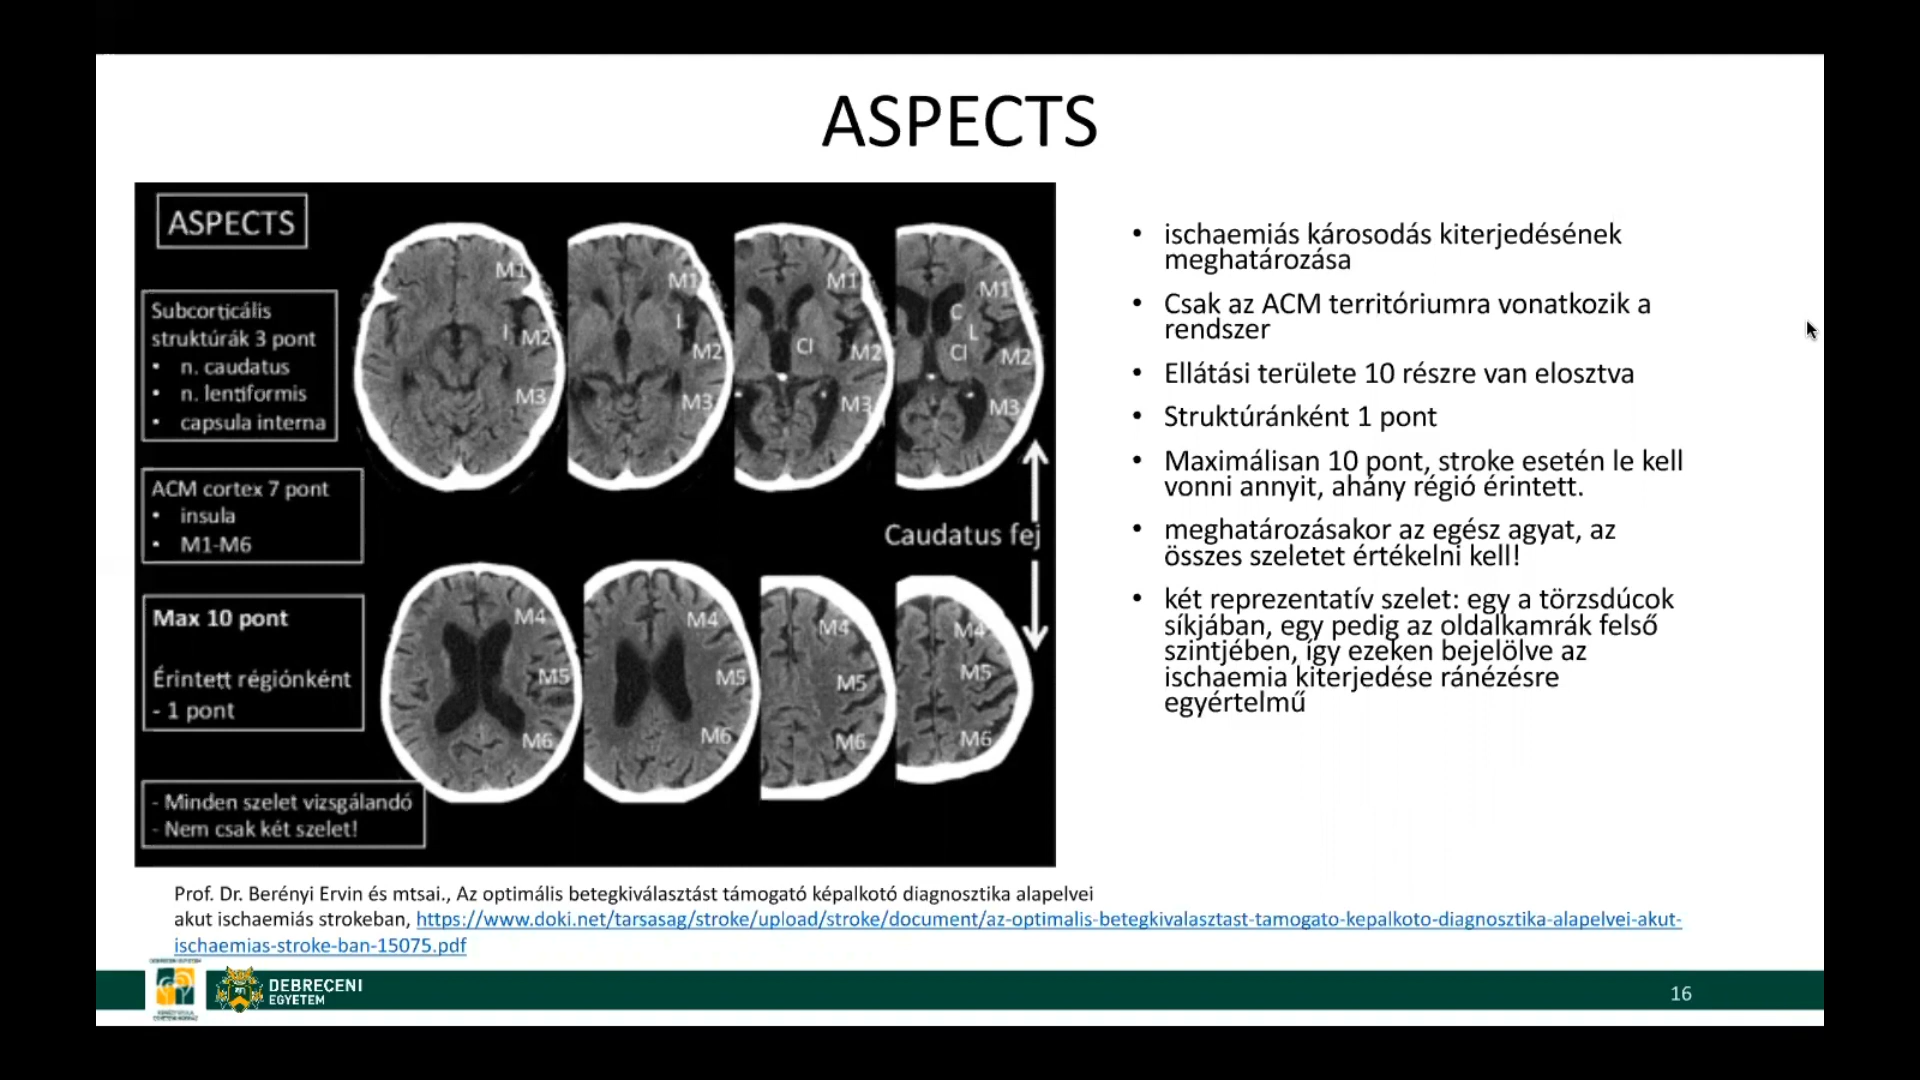 ASPECTS
ASPECTS
Subcorticális
struktúrák 3 pont
• n. caudatus
• n. lentiformis
• capsula interna
ACM cortex 7 pont
• insula
• M1-M6
Max 10 pont
Érintett régiónként
- 1 pont
- Minden szelet vizsgálandó
- Nem csak két szelet!
M1
I
M2
M3
M1
I
M2
M3
M1
CI
M2
M3
C
M1
L
CI
M2
M3
Caudatus fej
M4
M5
M6
M4
M5
M6
M4
M5
M6
M4
M5
M6
• ischaemiás károsodás kiterjedésének
meghatározása
• Csak az ACM territóriumra vonatkozik a
rendszer
• Ellátási területe 10 részre van elosztva
• Struktúránként 1 pont
• Maximálisan 10 pont, stroke esetén le kell
vonni annyit, ahány régió érintett.
• meghatározásakor az egész agyat, az
összes szeletet értékelni kell!
• két reprezentatív szelet: egy a törzsdúcok
síkjában, egy pedig az oldalkamrák felső
szintjében, így ezeken bejelölve az
ischaemia kiterjedése ránézésre
egyértelmű
Prof. Dr. Berényi Ervin és mtsai., Az optimális betegkiválasztást támogató képalkotó diagnosztika alapelvei
akut ischaemiás strokeban, https://www.doki.net/tarsasag/stroke/upload/stroke/document/az-optimalis-betegkivalasztast-tamogato-kepalkoto-diagnosztika-alapelvei-akut-
ischaemias-stroke-ban-15075.pdf
DEBRECENI
EGYETEM
16